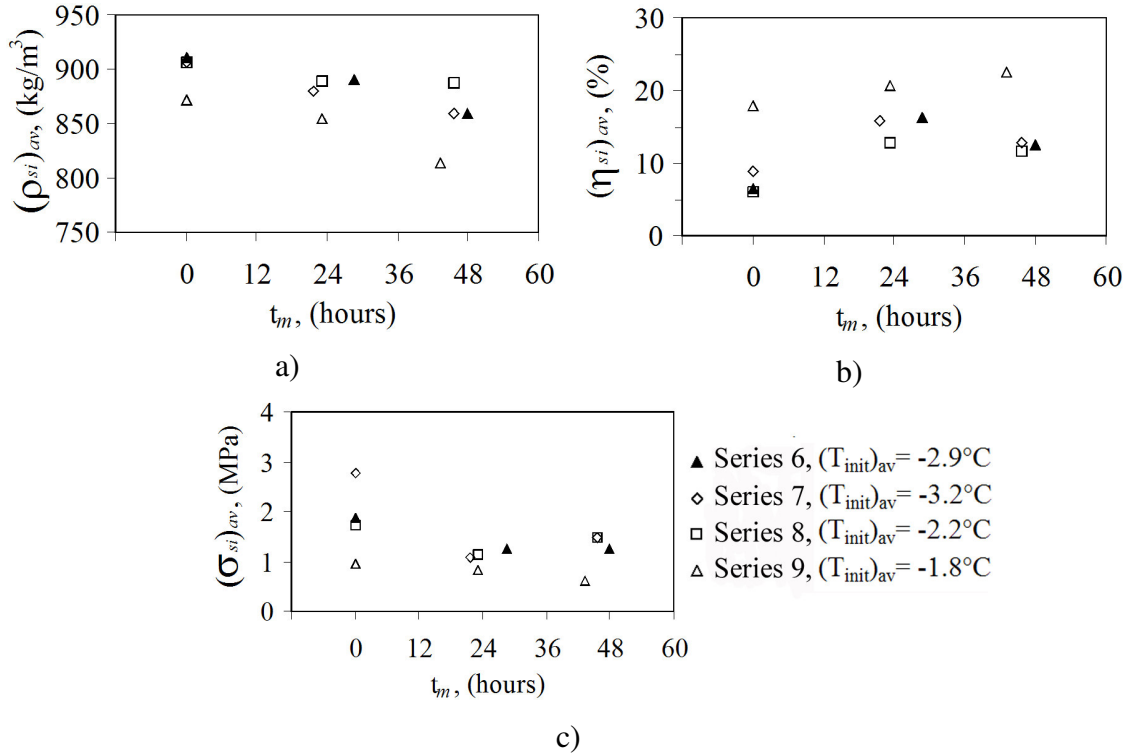 950
900
850
800
750
(ρsi)av, (kg/m³)
0 12 24 36 48 60
tm, (hours)
a)
30
20
10
0
(ηsi)av, (%)
0 12 24 36 48 60
tm, (hours)
b)
4
3
2
1
0
(σsi)av, (MPa)
0 12 24 36 48 60
tm, (hours)
c)
▲ Series 6, (Tinit)av= -2.9°C
◇ Series 7, (Tinit)av= -3.2°C
□ Series 8, (Tinit)av= -2.2°C
△ Series 9, (Tinit)av= -1.8°C